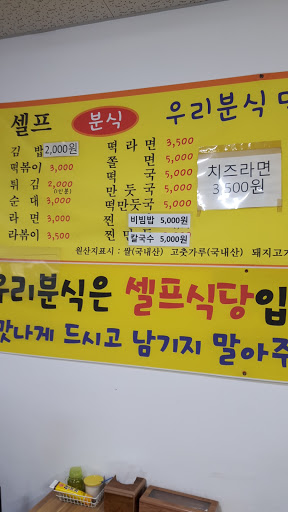 셀프 분식 우리분식
김 밥 2,000원
떡볶이 3,000
(1인분)
튀 김 2,000
순 대 3,000
라 면 3,000
라볶이 3,500
떡 라 면 3,500
쫄 면 5,000
떡 국 5,000
만 둣 국 5,000
떡만둣국 5,000
찐 비빔밥 5,000원
찐 칼국수 5,000원
치즈라면
3 500원
원산지표시 : 쌀(국내산) 고춧가루(국내산) 돼지고기
우리분식은 셀프식당입
맛나게 드시고 남기지 말아주